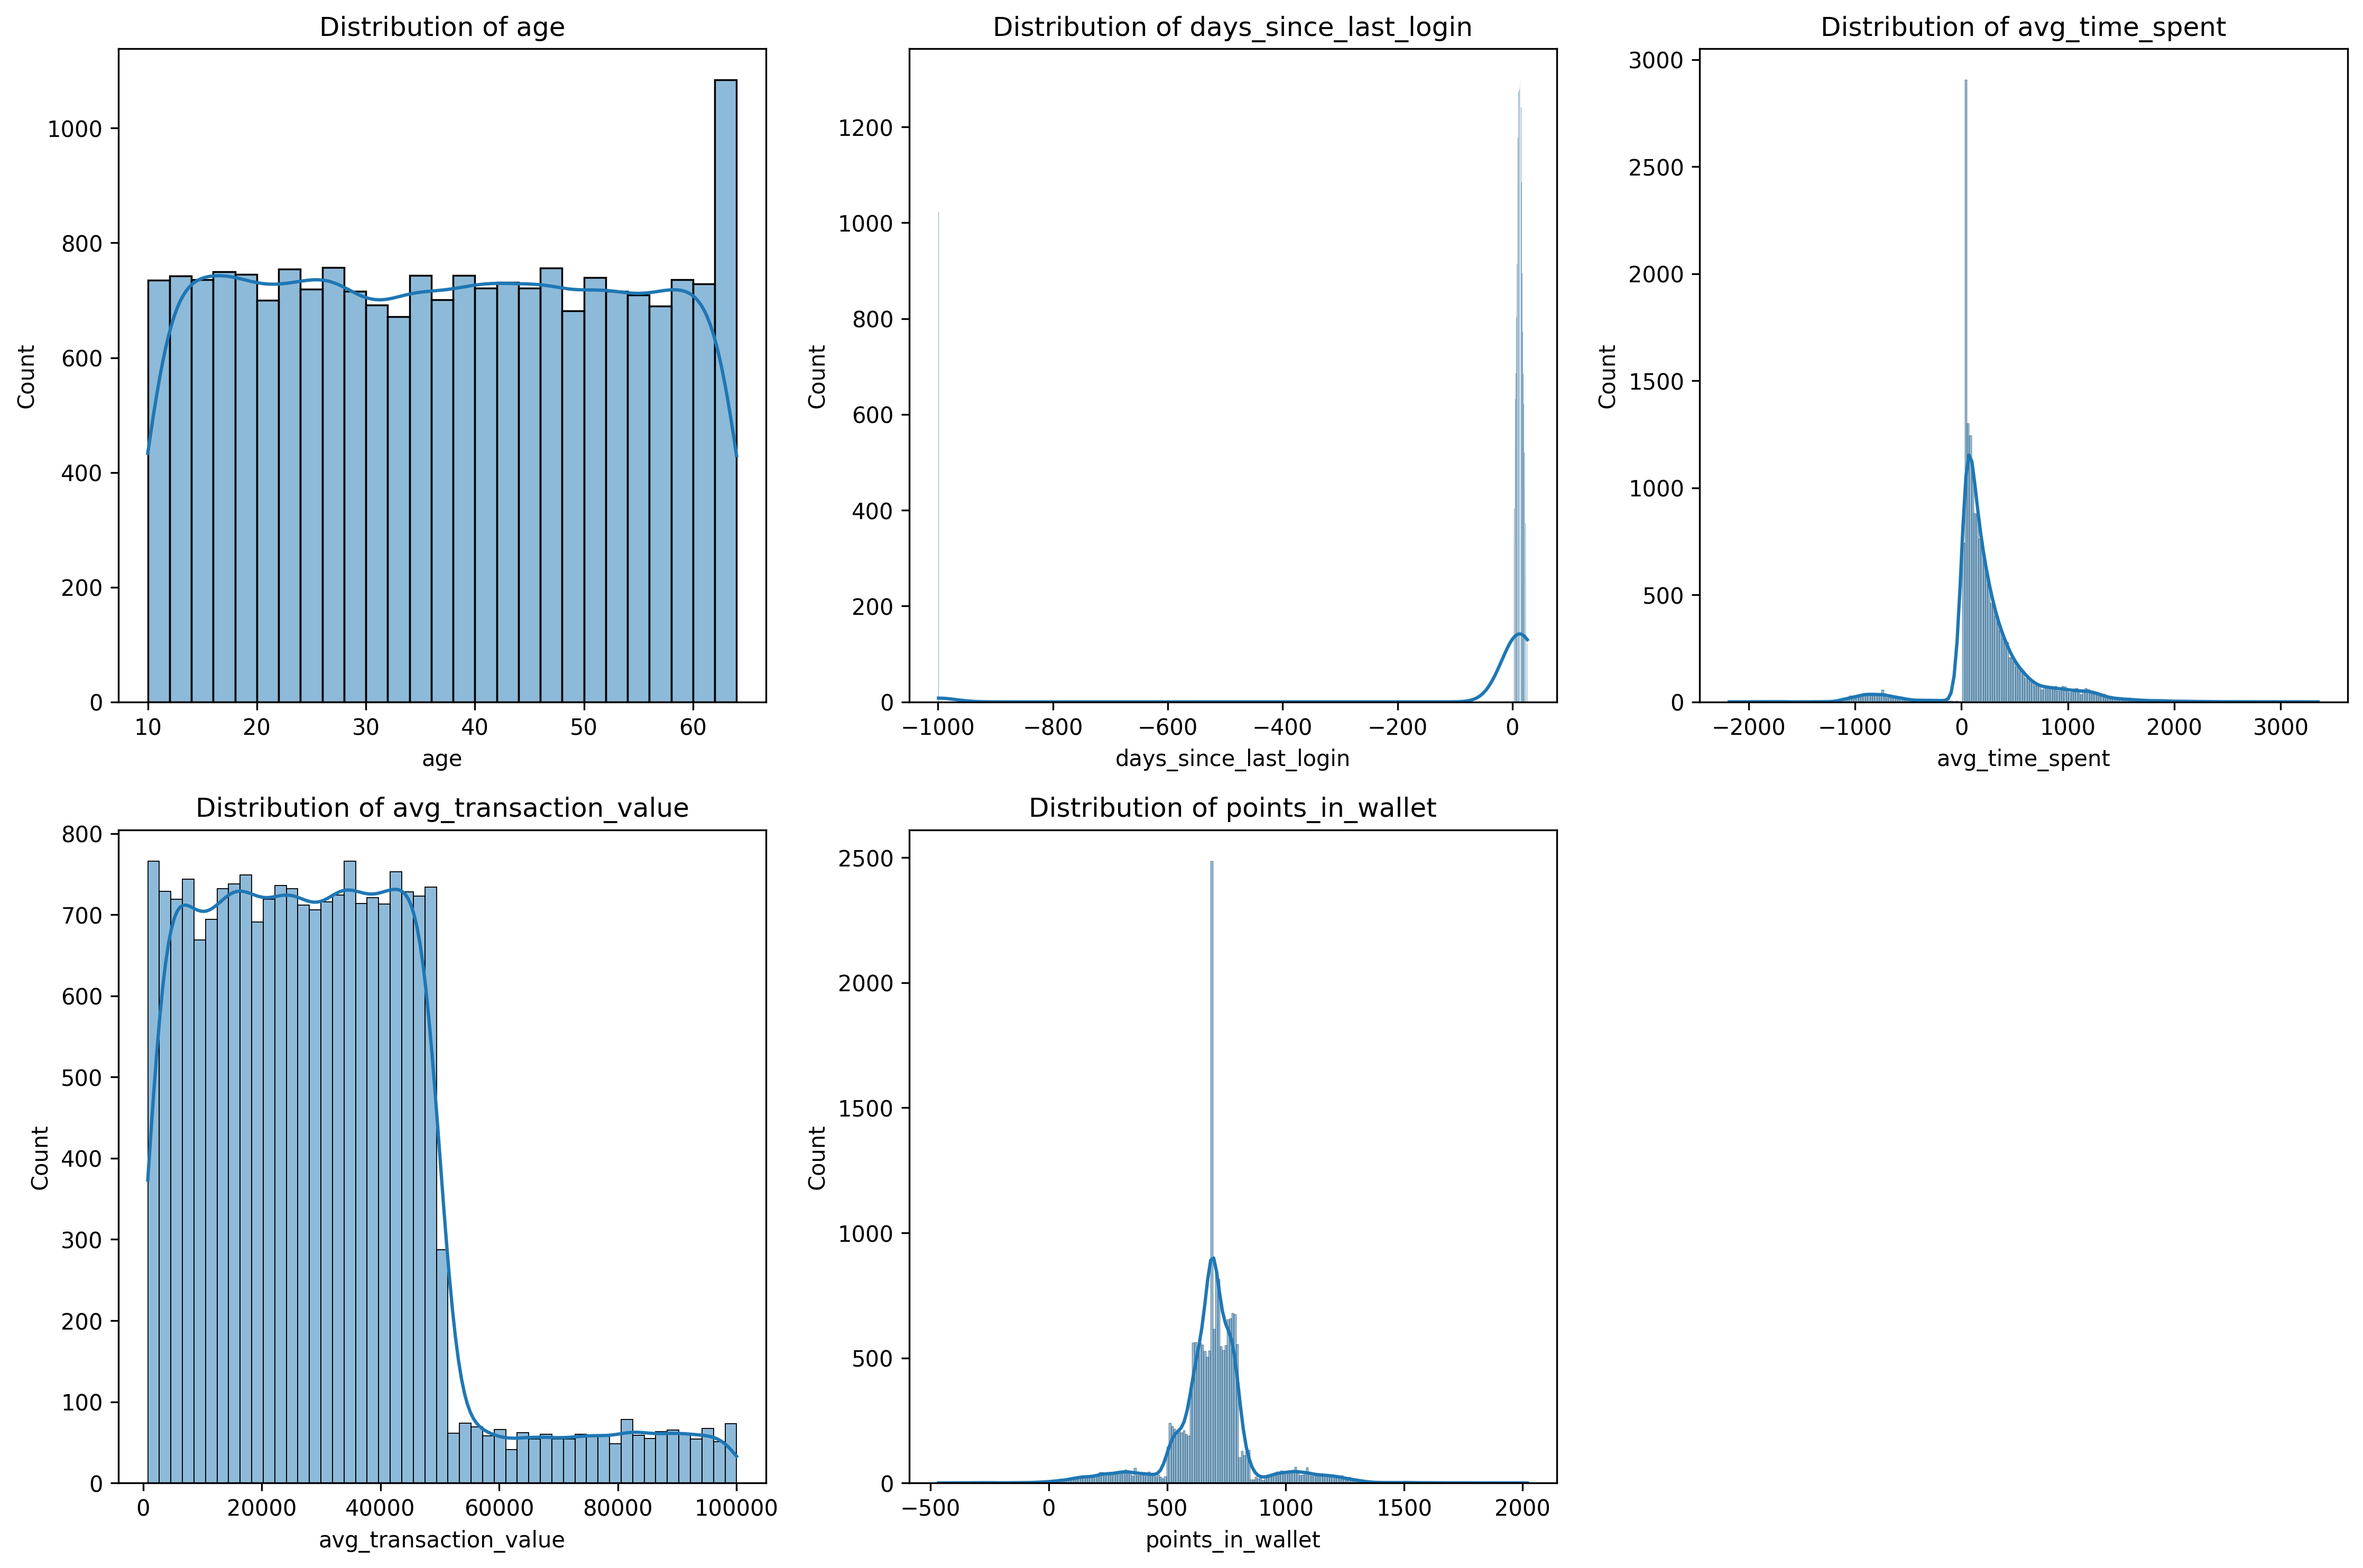 Distribution of age
1000
800
600
400
200
0
Count
10 20 30 40 50 60
age
Distribution of days_since_last_login
1200
1000
800
600
400
200
0
Count
−1000 −800 −600 −400 −200 0
days_since_last_login
Distribution of avg_time_spent
3000
2500
2000
1500
1000
500
0
Count
−2000 −1000 0 1000 2000 3000
avg_time_spent
Distribution of avg_transaction_value
800
700
600
500
400
300
200
100
0
Count
0 20000 40000 60000 80000 100000
avg_transaction_value
Distribution of points_in_wallet
2500
2000
1500
1000
500
0
Count
−500 0 500 1000 1500 2000
points_in_wallet